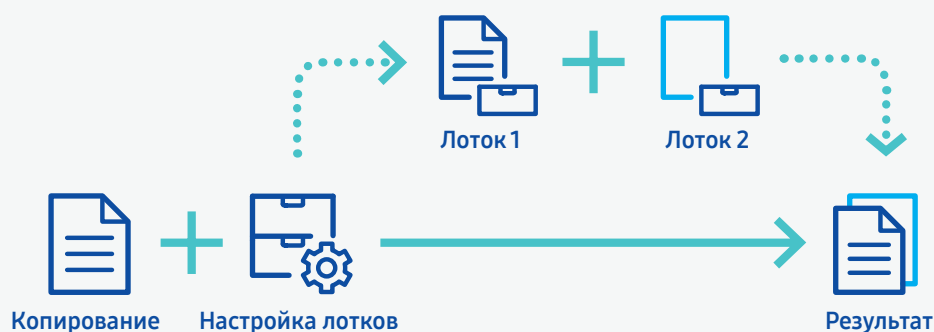 Лоток 1
Лоток 2
Копирование
Настройка лотков
Результат